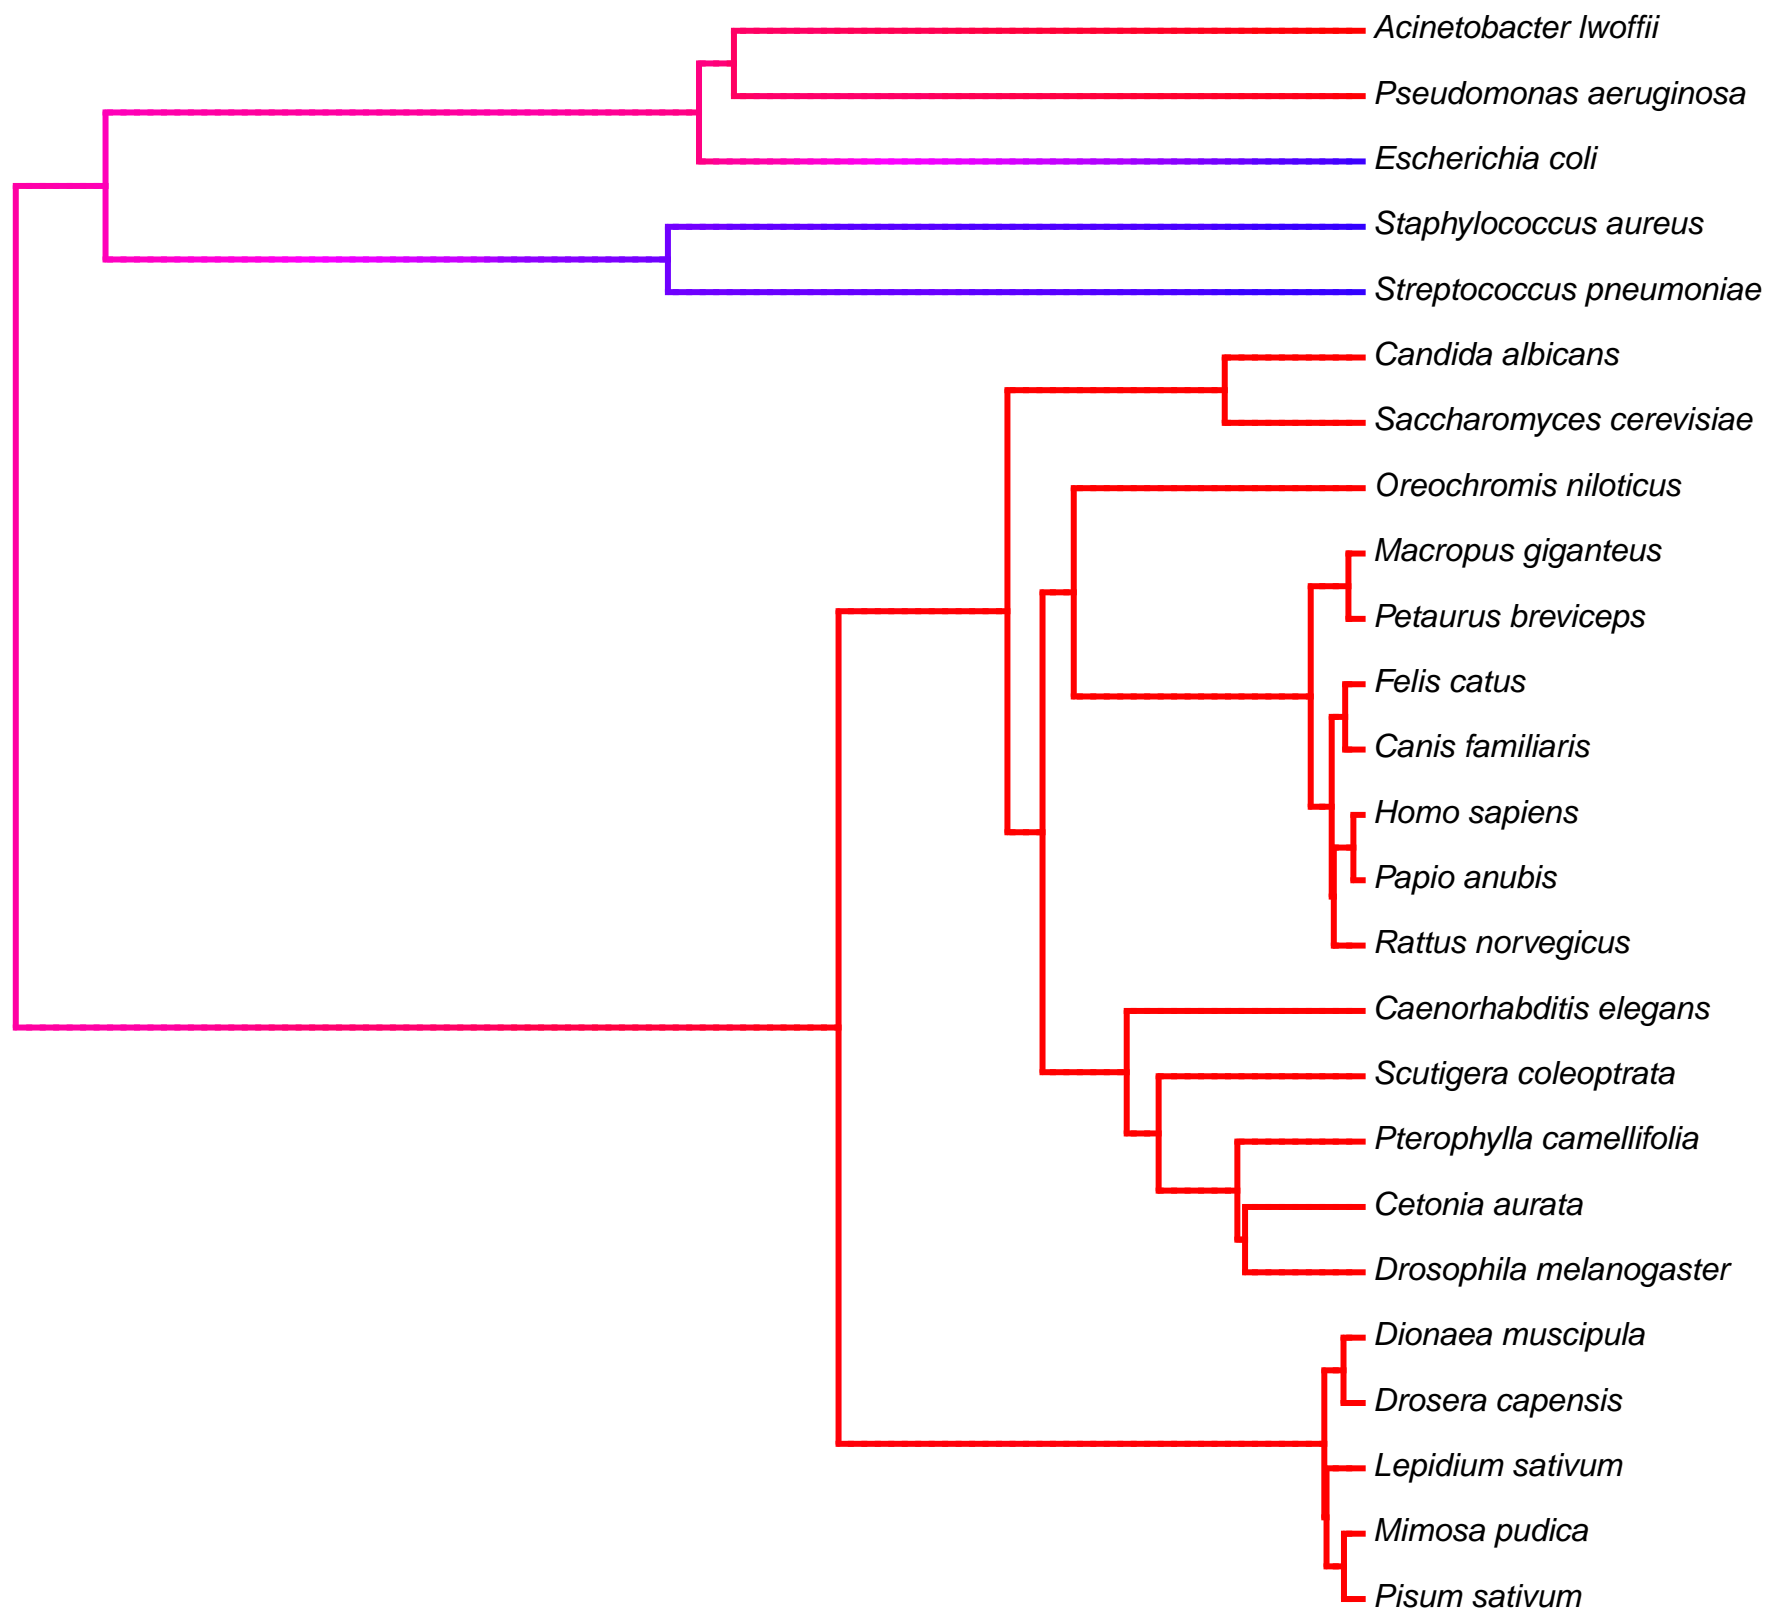 Acinetobacter lwoffii
Pseudomonas aeruginosa
Escherichia coli
Staphylococcus aureus
Streptococcus pneumoniae
Candida albicans
Saccharomyces cerevisiae
Oreochromis niloticus
Macropus giganteus
Petaurus breviceps
Felis catus
Canis familiaris
Homo sapiens
Papio anubis
Rattus norvegicus
Caenorhabditis elegans
Scutigera coleoptrata
Pterophylla camellifolia
Cetonia aurata
Drosophila melanogaster
Dionaea muscipula
Drosera capensis
Lepidium sativum
Mimosa pudica
Pisum sativum